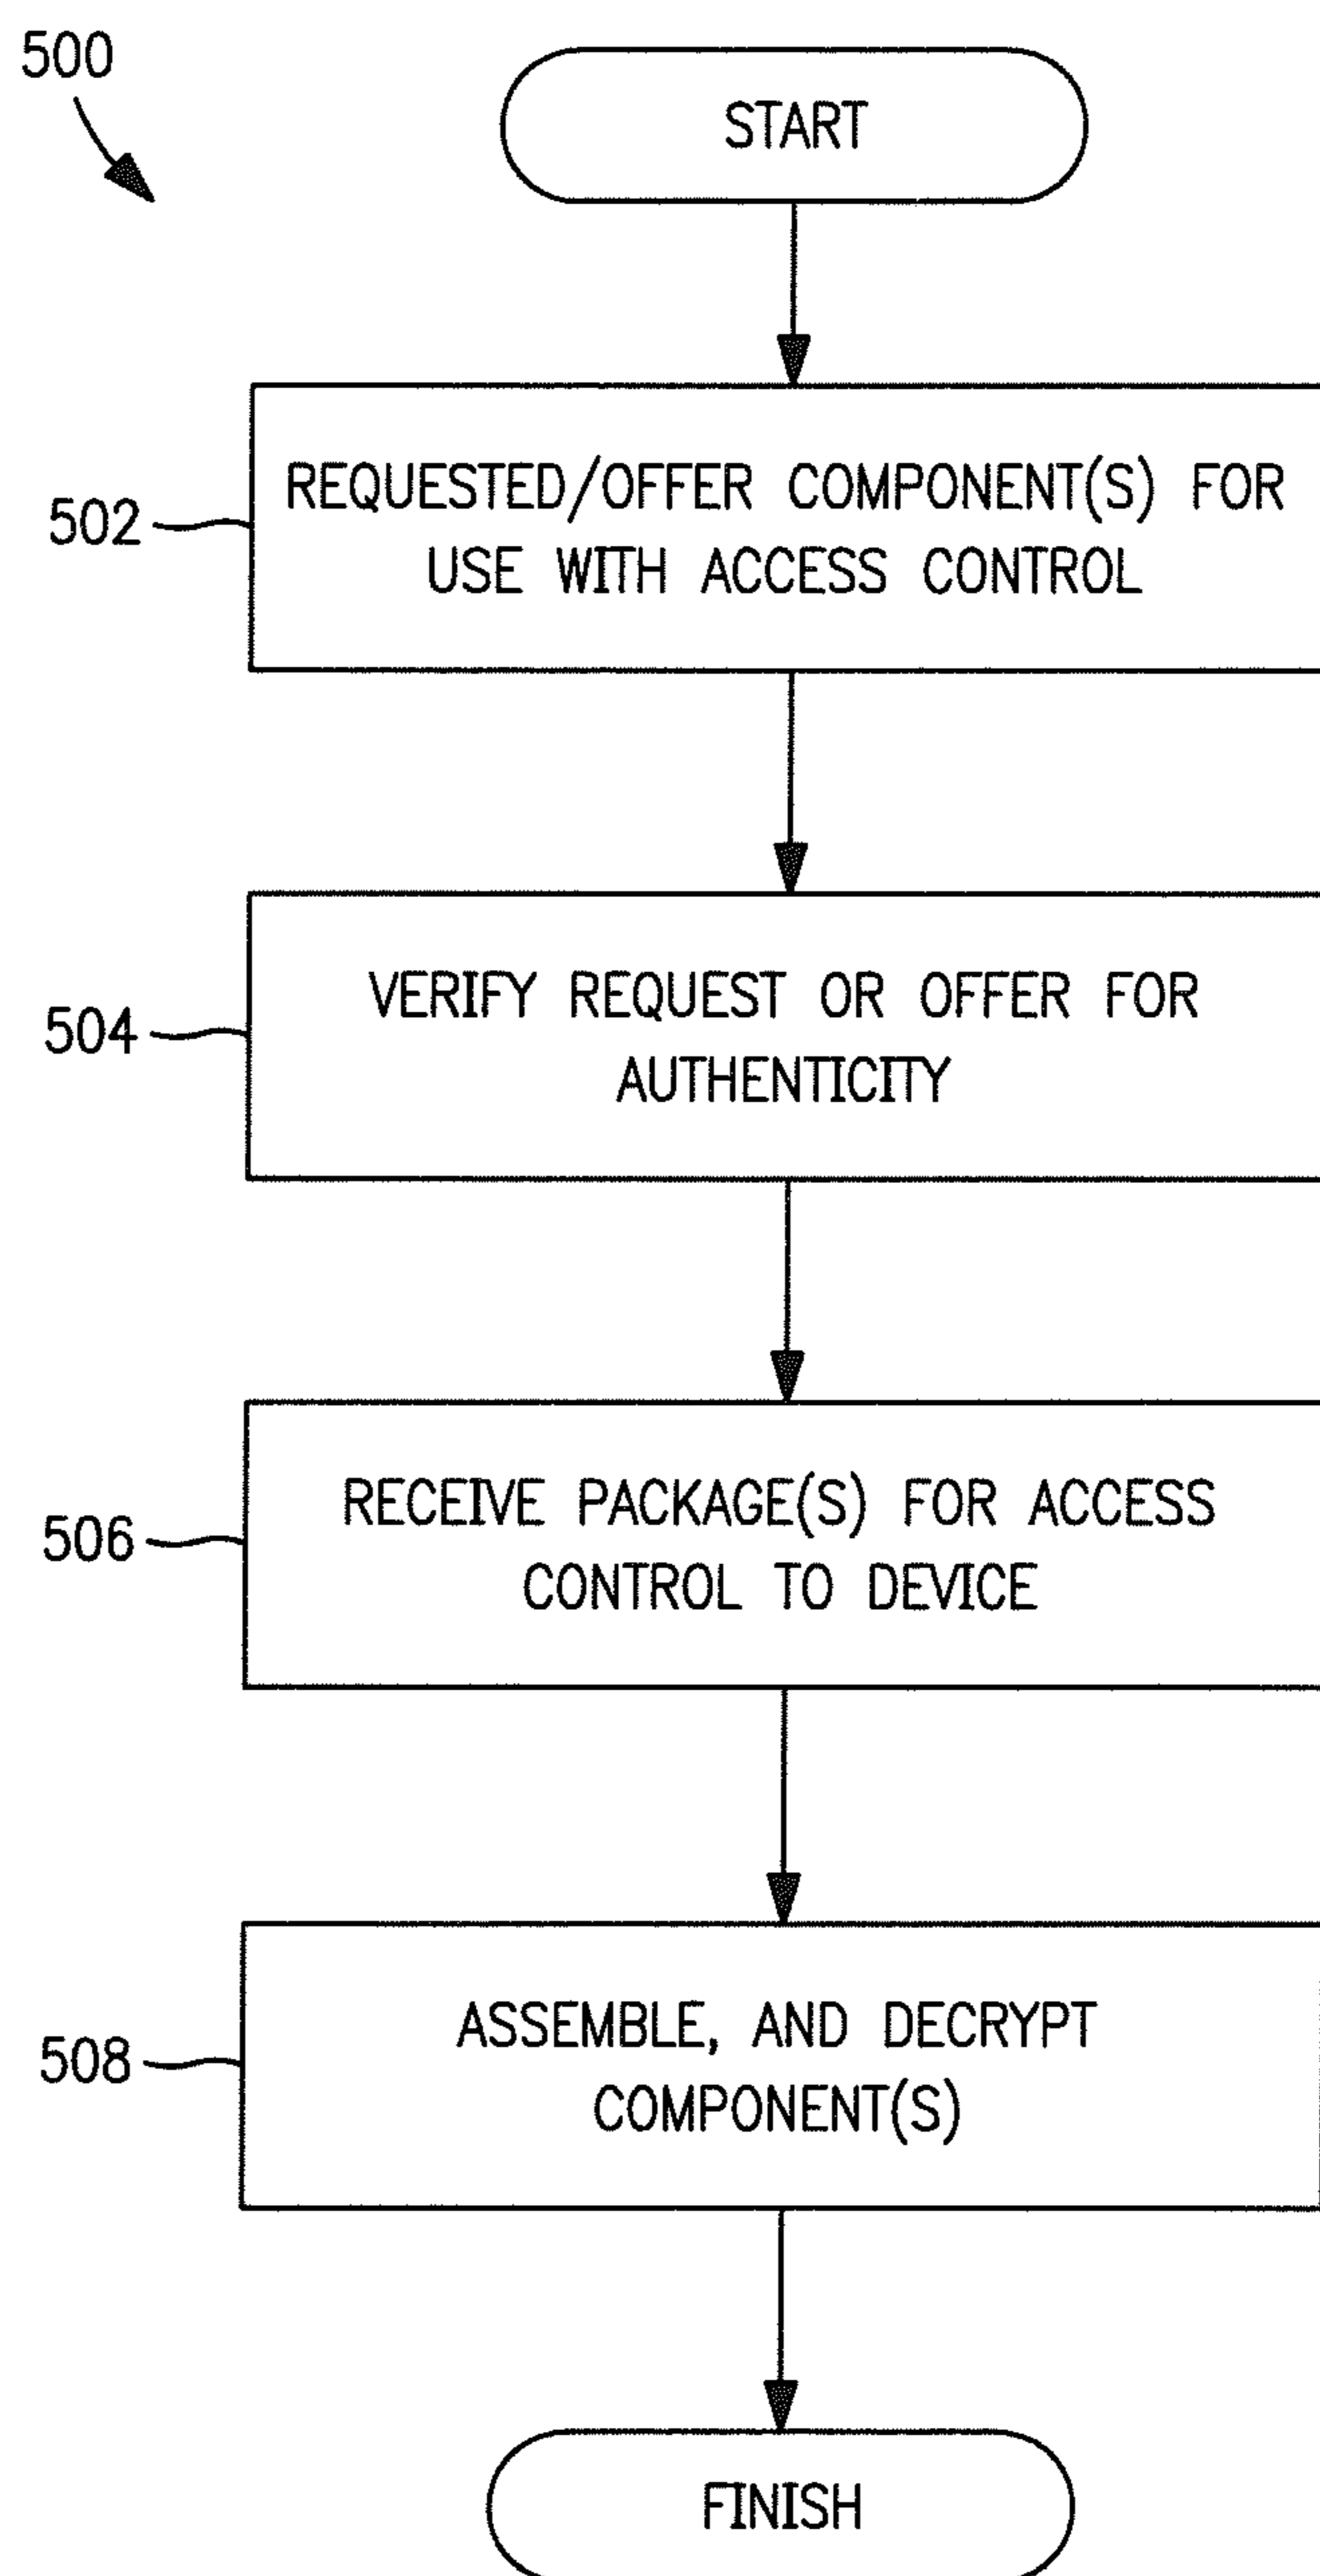 500
START
502
REQUESTED/OFFER COMPONENT(S) FOR
USE WITH ACCESS CONTROL
504
VERIFY REQUEST OR OFFER FOR
AUTHENTICITY
506
RECEIVE PACKAGE(S) FOR ACCESS
CONTROL TO DEVICE
508
ASSEMBLE, AND DECRYPT
COMPONENT(S)
FINISH